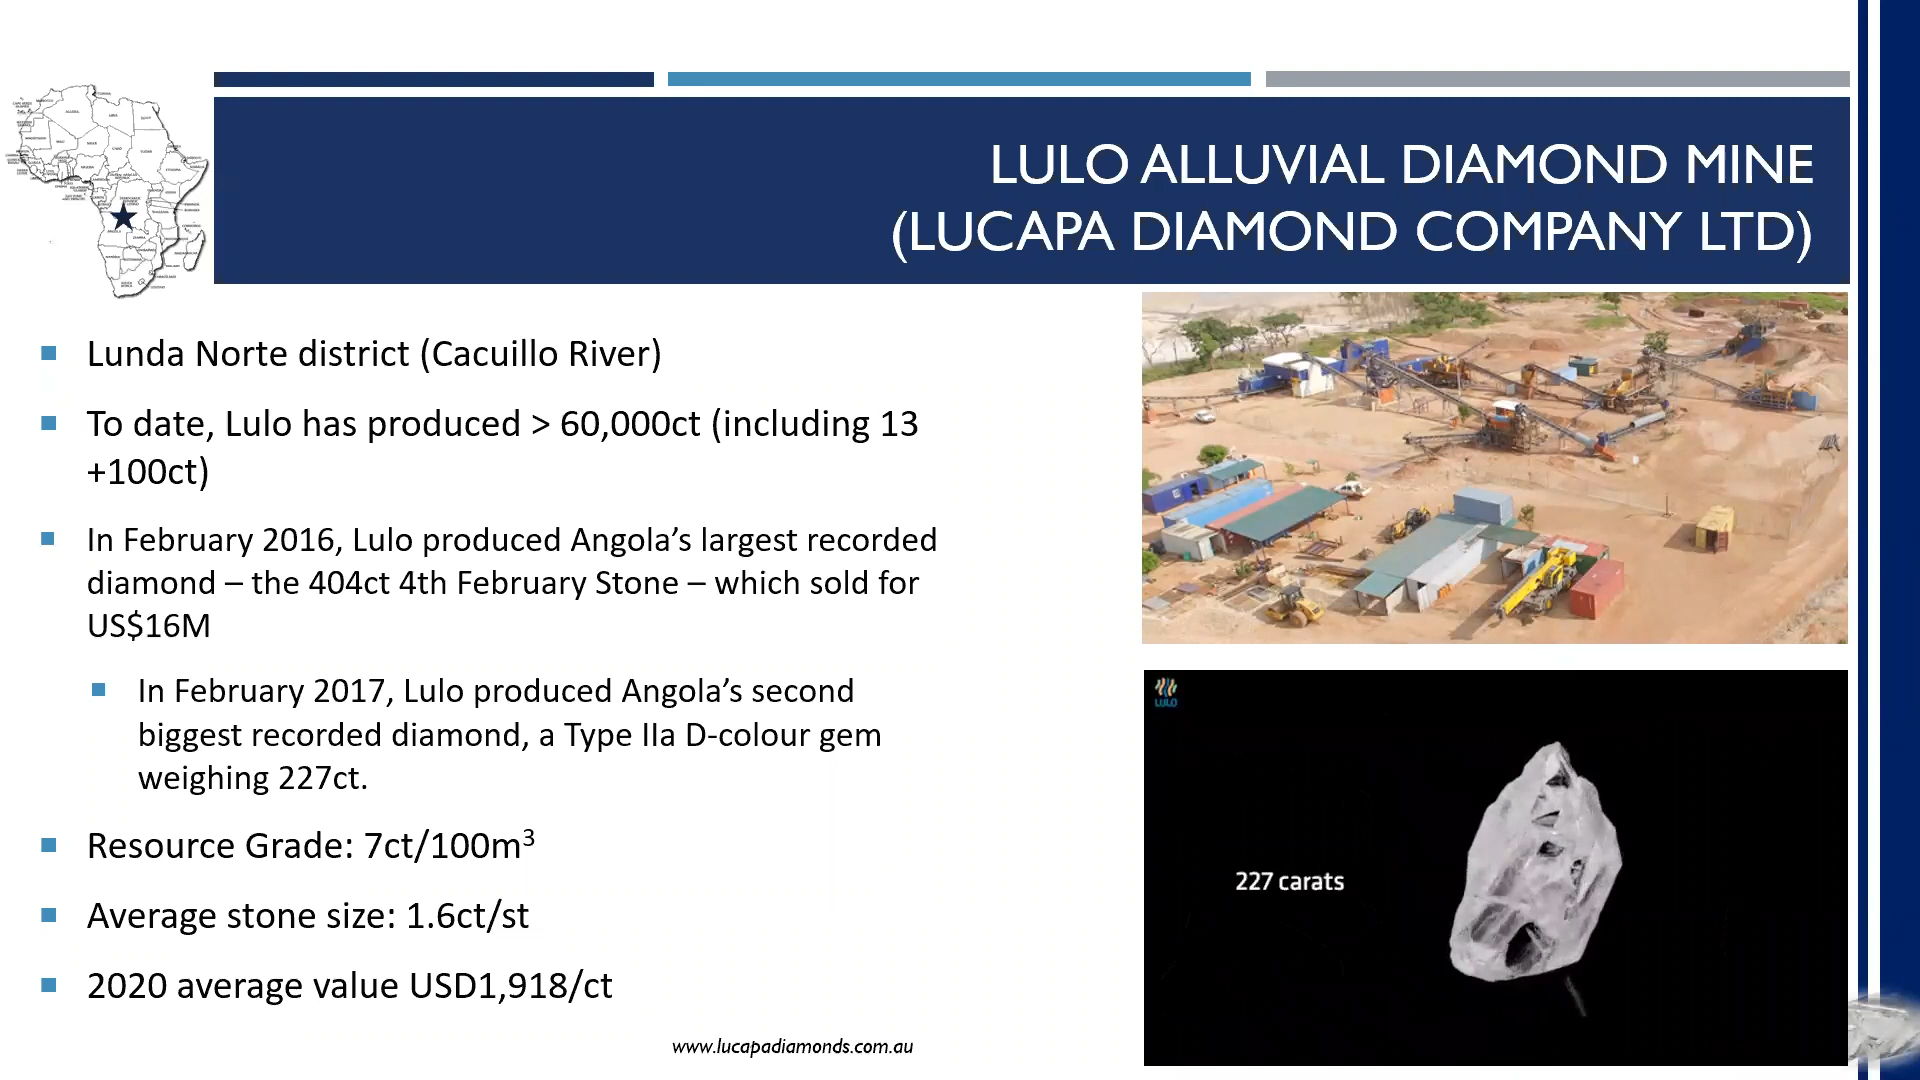 LULO ALLUVIAL DIAMOND MINE
(LUCAPA DIAMOND COMPANY LTD)
Lunda Norte district (Cacuillo River)
To date, Lulo has produced > 60,000ct (including 13
+100ct)
In February 2016, Lulo produced Angola’s largest recorded
diamond – the 404ct 4th February Stone – which sold for
US$16M
In February 2017, Lulo produced Angola’s second
biggest recorded diamond, a Type IIa D-colour gem
weighing 227ct.
Resource Grade: 7ct/100m³
Average stone size: 1.6ct/st
2020 average value USD1,918/ct
www.lucapadiamonds.com.au
LULO
227 carats